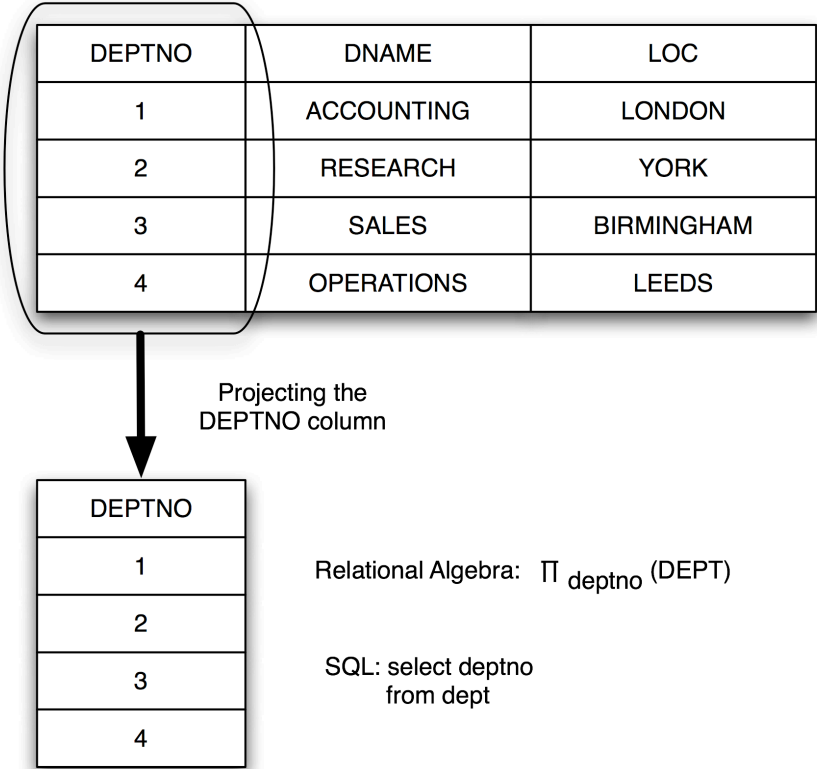 DEPTNO DNAME LOC
1 ACCOUNTING LONDON
2 RESEARCH YORK
3 SALES BIRMINGHAM
4 OPERATIONS LEEDS
Projecting the
DEPTNO column
DEPTNO
1
2
3
4
Relational Algebra: ∏ deptno (DEPT)
SQL: select deptno
from dept